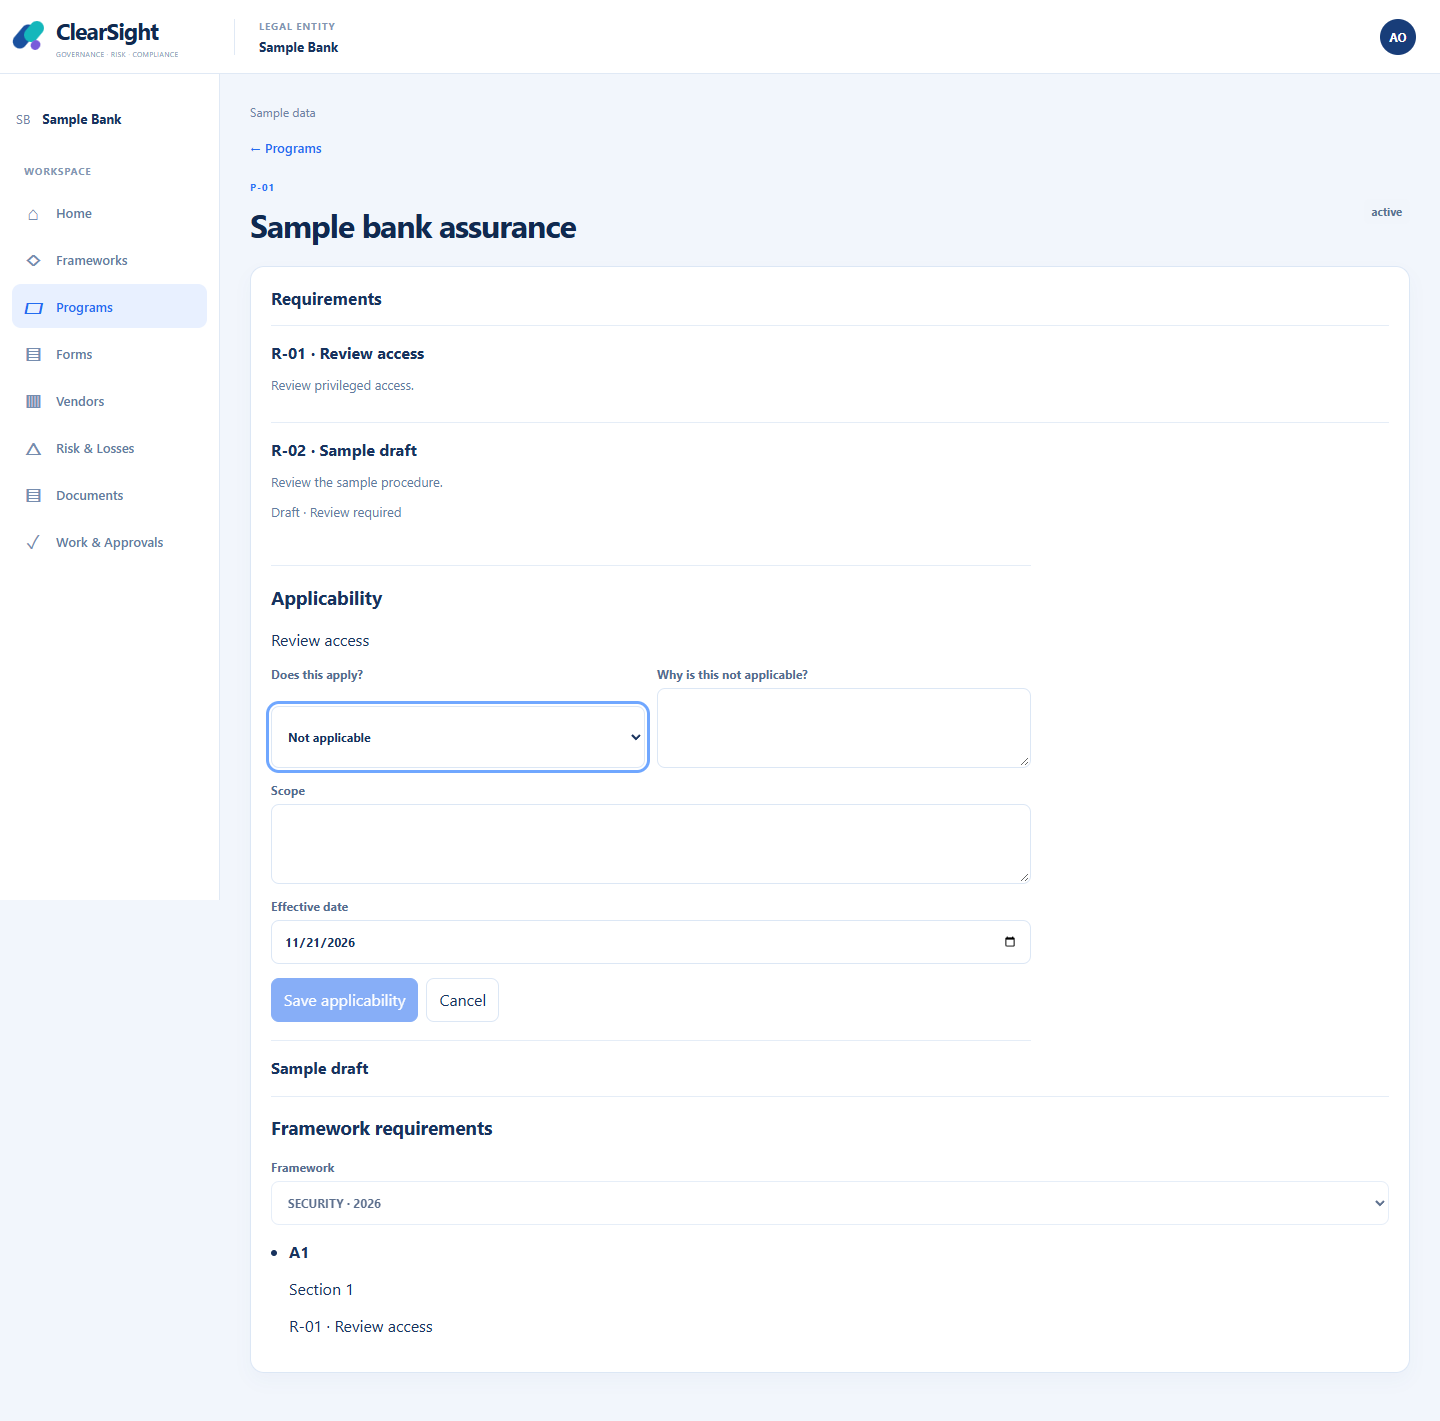 ClearSight
GOVERNANCE · RISK · COMPLIANCE
LEGAL ENTITY
Sample Bank
AO
SB Sample Bank
WORKSPACE
Home
Frameworks
Programs
Forms
Vendors
Risk & Losses
Documents
Work & Approvals
Sample data
← Programs
P-01
Sample bank assurance
active
Requirements
R-01 · Review access
Review privileged access.
R-02 · Sample draft
Review the sample procedure.
Draft · Review required
Applicability
Review access
Does this apply?
Not applicable
Why is this not applicable?
Scope
Effective date
11/21/2026
Save applicability
Cancel
Sample draft
Framework requirements
Framework
SECURITY · 2026
• A1
Section 1
R-01 · Review access